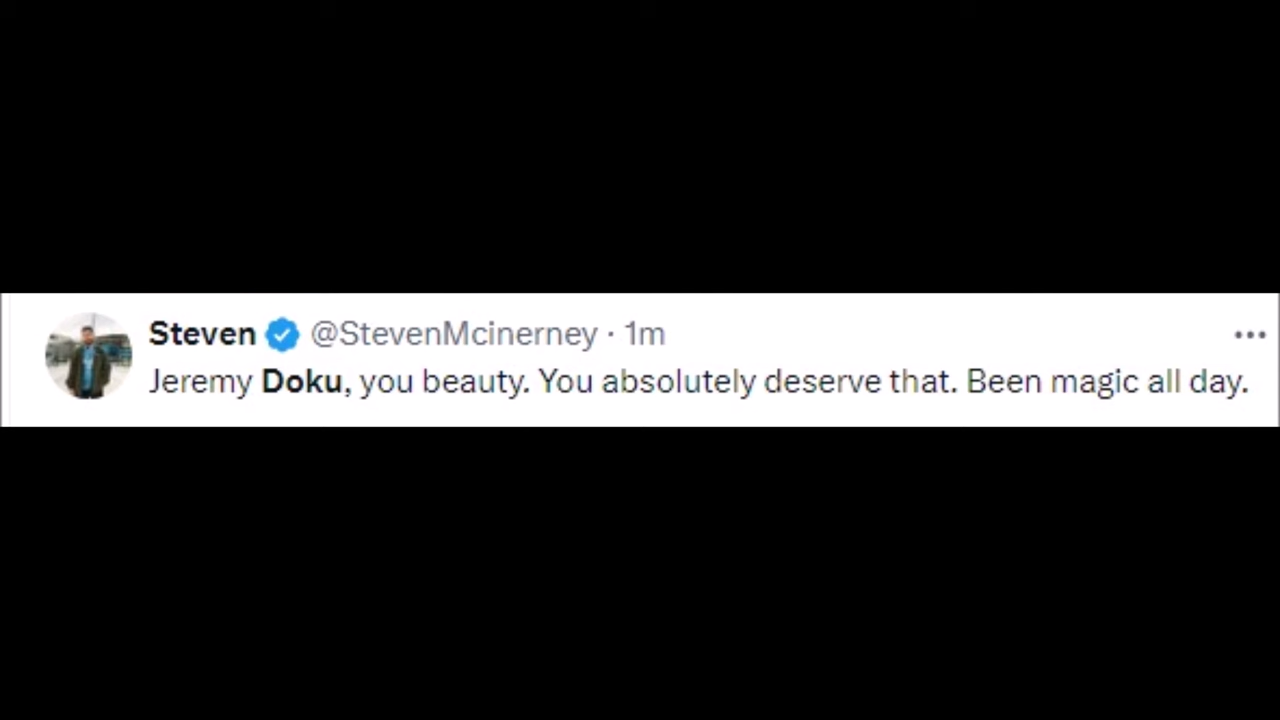 Steven @StevenMcinerney · 1m
Jeremy Doku, you beauty. You absolutely deserve that. Been magic all day.